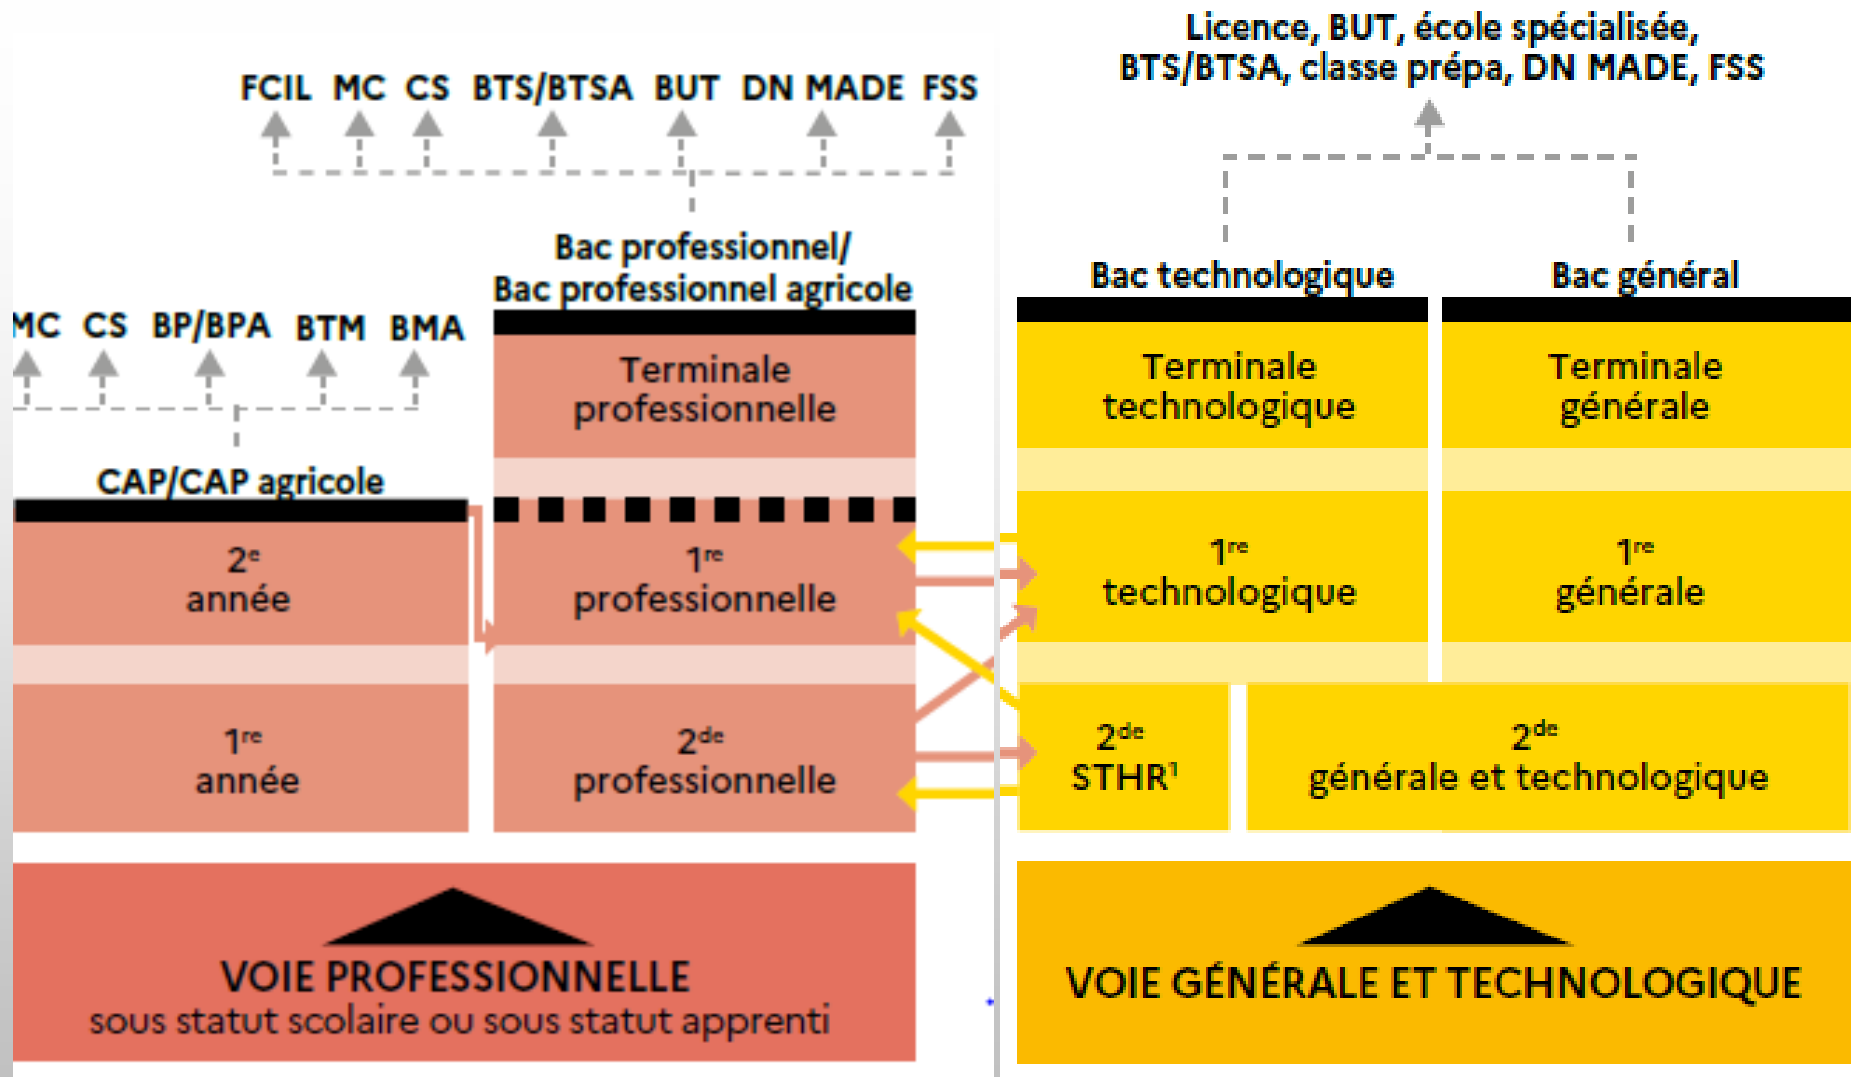 FCIL MC CS BTS/BTSA BUT DN MADE FSS
Bac professionnel/
Bac professionnel agricole
MC CS BP/BPA BTM BMA
Terminale
professionnelle
CAP/CAP agricole
2e
année
1re
professionnelle
1re
année
2de
professionnelle
VOIE PROFESSIONNELLE
sous statut scolaire ou sous statut apprenti
Licence, BUT, école spécialisée,
BTS/BTSA, classe prépa, DN MADE, FSS
Bac technologique
Bac général
Terminale
technologique
Terminale
générale
1re
technologique
1re
générale
2de
STHR¹
2de
générale et technologique
VOIE GÉNÉRALE ET TECHNOLOGIQUE